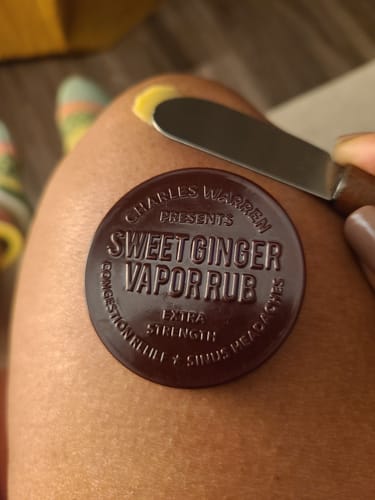 CHARLES WARREN
PRESENTS
SWEET GINGER
VAPOR RUB
EXTRA
STRENGTH
CONGESTION RELIEF & SINUS HEADACHES